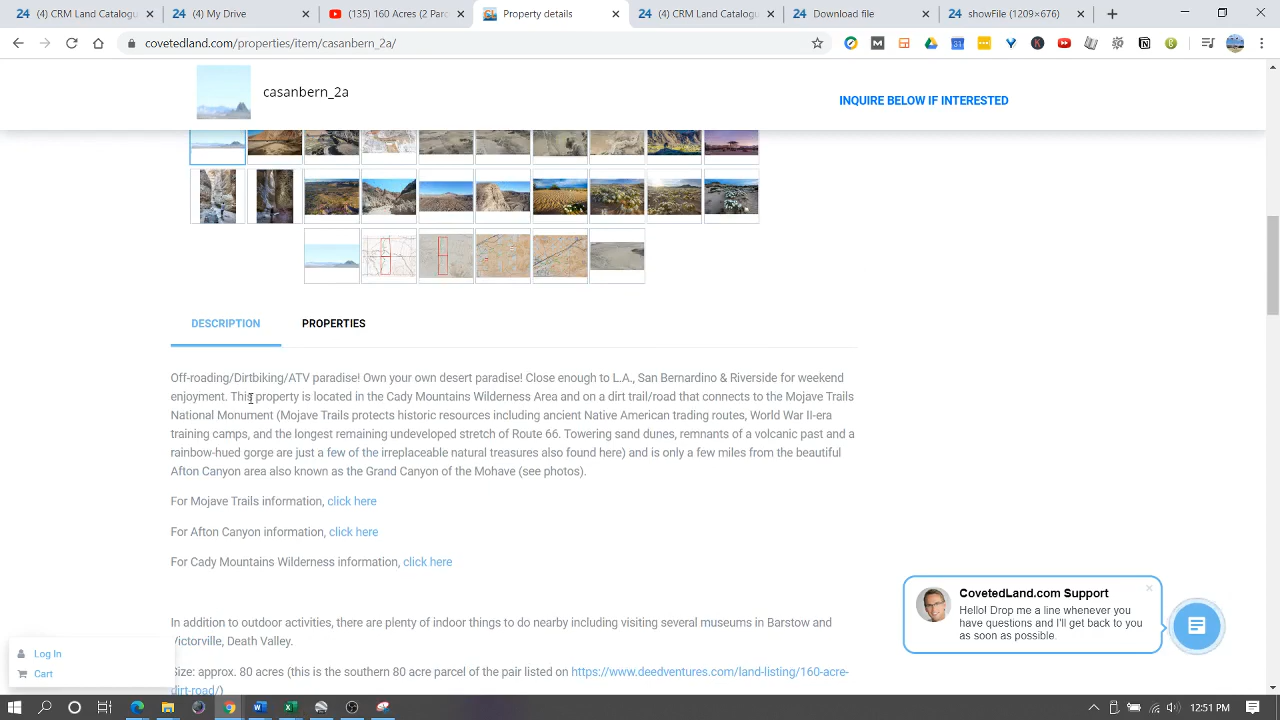 24 (CRM) Calendar
(1) 160 Acres (2 prope
Property details
24 (CRM) Calendar
24 (4) CRM (1209×676)
24 Download file
covetedland.com/properties/item/casanbern_2a/
casanbern_2a
INQUIRE BELOW IF INTERESTED
DESCRIPTION
PROPERTIES
Off-roading/Dirtbiking/ATV paradise! Own your own desert paradise! Close enough to L.A., San Bernardino & Riverside for weekend
enjoyment. This property is located in the Cady Mountains Wilderness Area and on a dirt trail/road that connects to the Mojave Trails
National Monument (Mojave Trails protects historic resources including ancient Native American trading routes, World War II-era
training camps, and the longest remaining undeveloped stretch of Route 66. Towering sand dunes, remnants of a volcanic past and a
rainbow-hued gorge are just a few of the irreplaceable natural treasures also found here) and is only a few miles from the beautiful
Afton Canyon area also known as the Grand Canyon of the Mohave (see photos).
For Mojave Trails information, click here
For Afton Canyon information, click here
For Cady Mountains Wilderness information, click here
CovetedLand.com Support
Hello! Drop me a line whenever you
have questions and I'll get back to you
as soon as possible.
In addition to outdoor activities, there are plenty of indoor things to do nearby including visiting several museums in Barstow and
Victorville, Death Valley.
Log In
Cart
Size: approx. 80 acres (this is the southern 80 acre parcel of the pair listed on https://www.deedventures.com/land-listing/160-acre-
dirt-road/)
12:51 PM